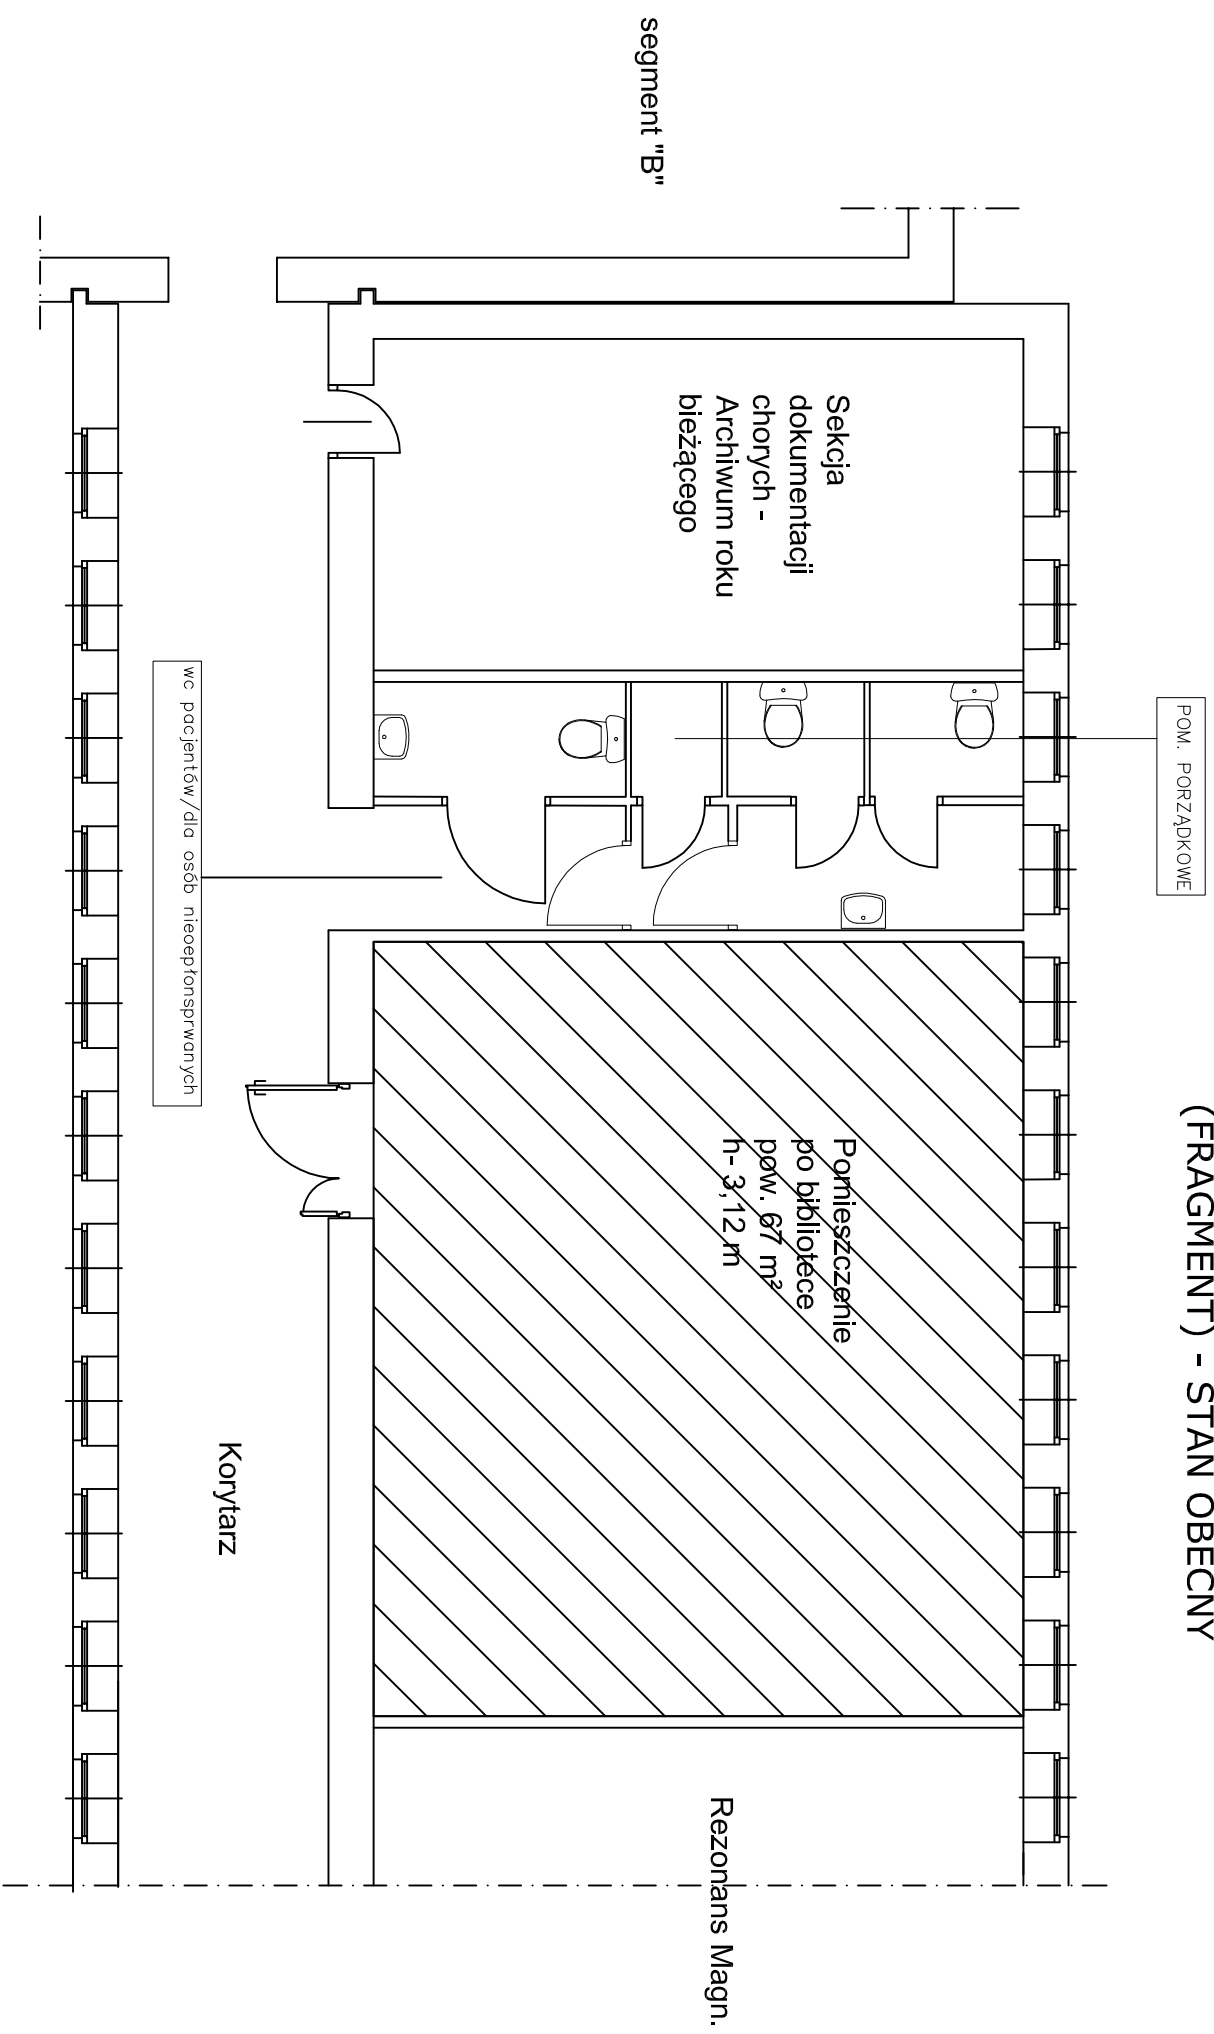 (FRAGMENT) - STAN OBECNY
POM. PORZĄDKOWE
segment "B"
Sekcja
dokumentacji
chorych -
Archiwum roku
bieżącego
Pomieszczenie
po bibliotece
pow. 67 m²
h- 3,12 m
Rezonans Magn.
Korytarz
wc pacjentów/dla osób nieoepłonsprwanych